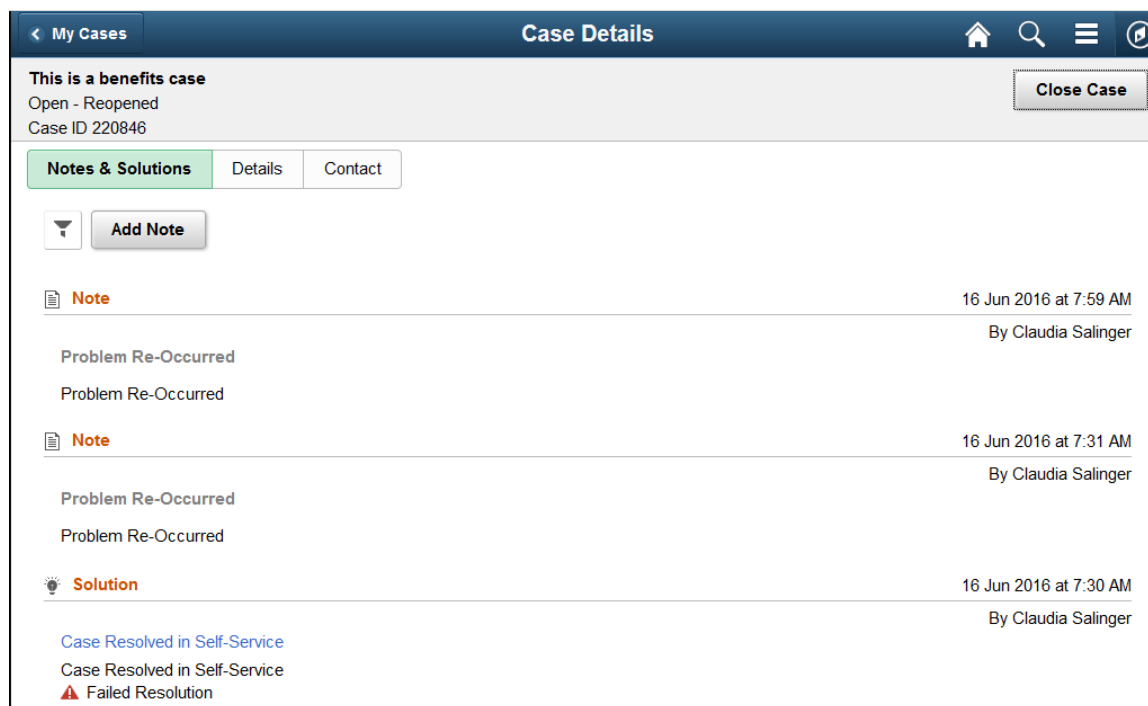 My Cases
Case Details
This is a benefits case
Open - Reopened
Case ID 220846
Close Case
Notes & Solutions
Details
Contact
Add Note
Note
16 Jun 2016 at 7:59 AM
By Claudia Salinger
Problem Re-Occurred
Problem Re-Occurred
Note
16 Jun 2016 at 7:31 AM
By Claudia Salinger
Problem Re-Occurred
Problem Re-Occurred
Solution
16 Jun 2016 at 7:30 AM
By Claudia Salinger
Case Resolved in Self-Service
Case Resolved in Self-Service
Failed Resolution